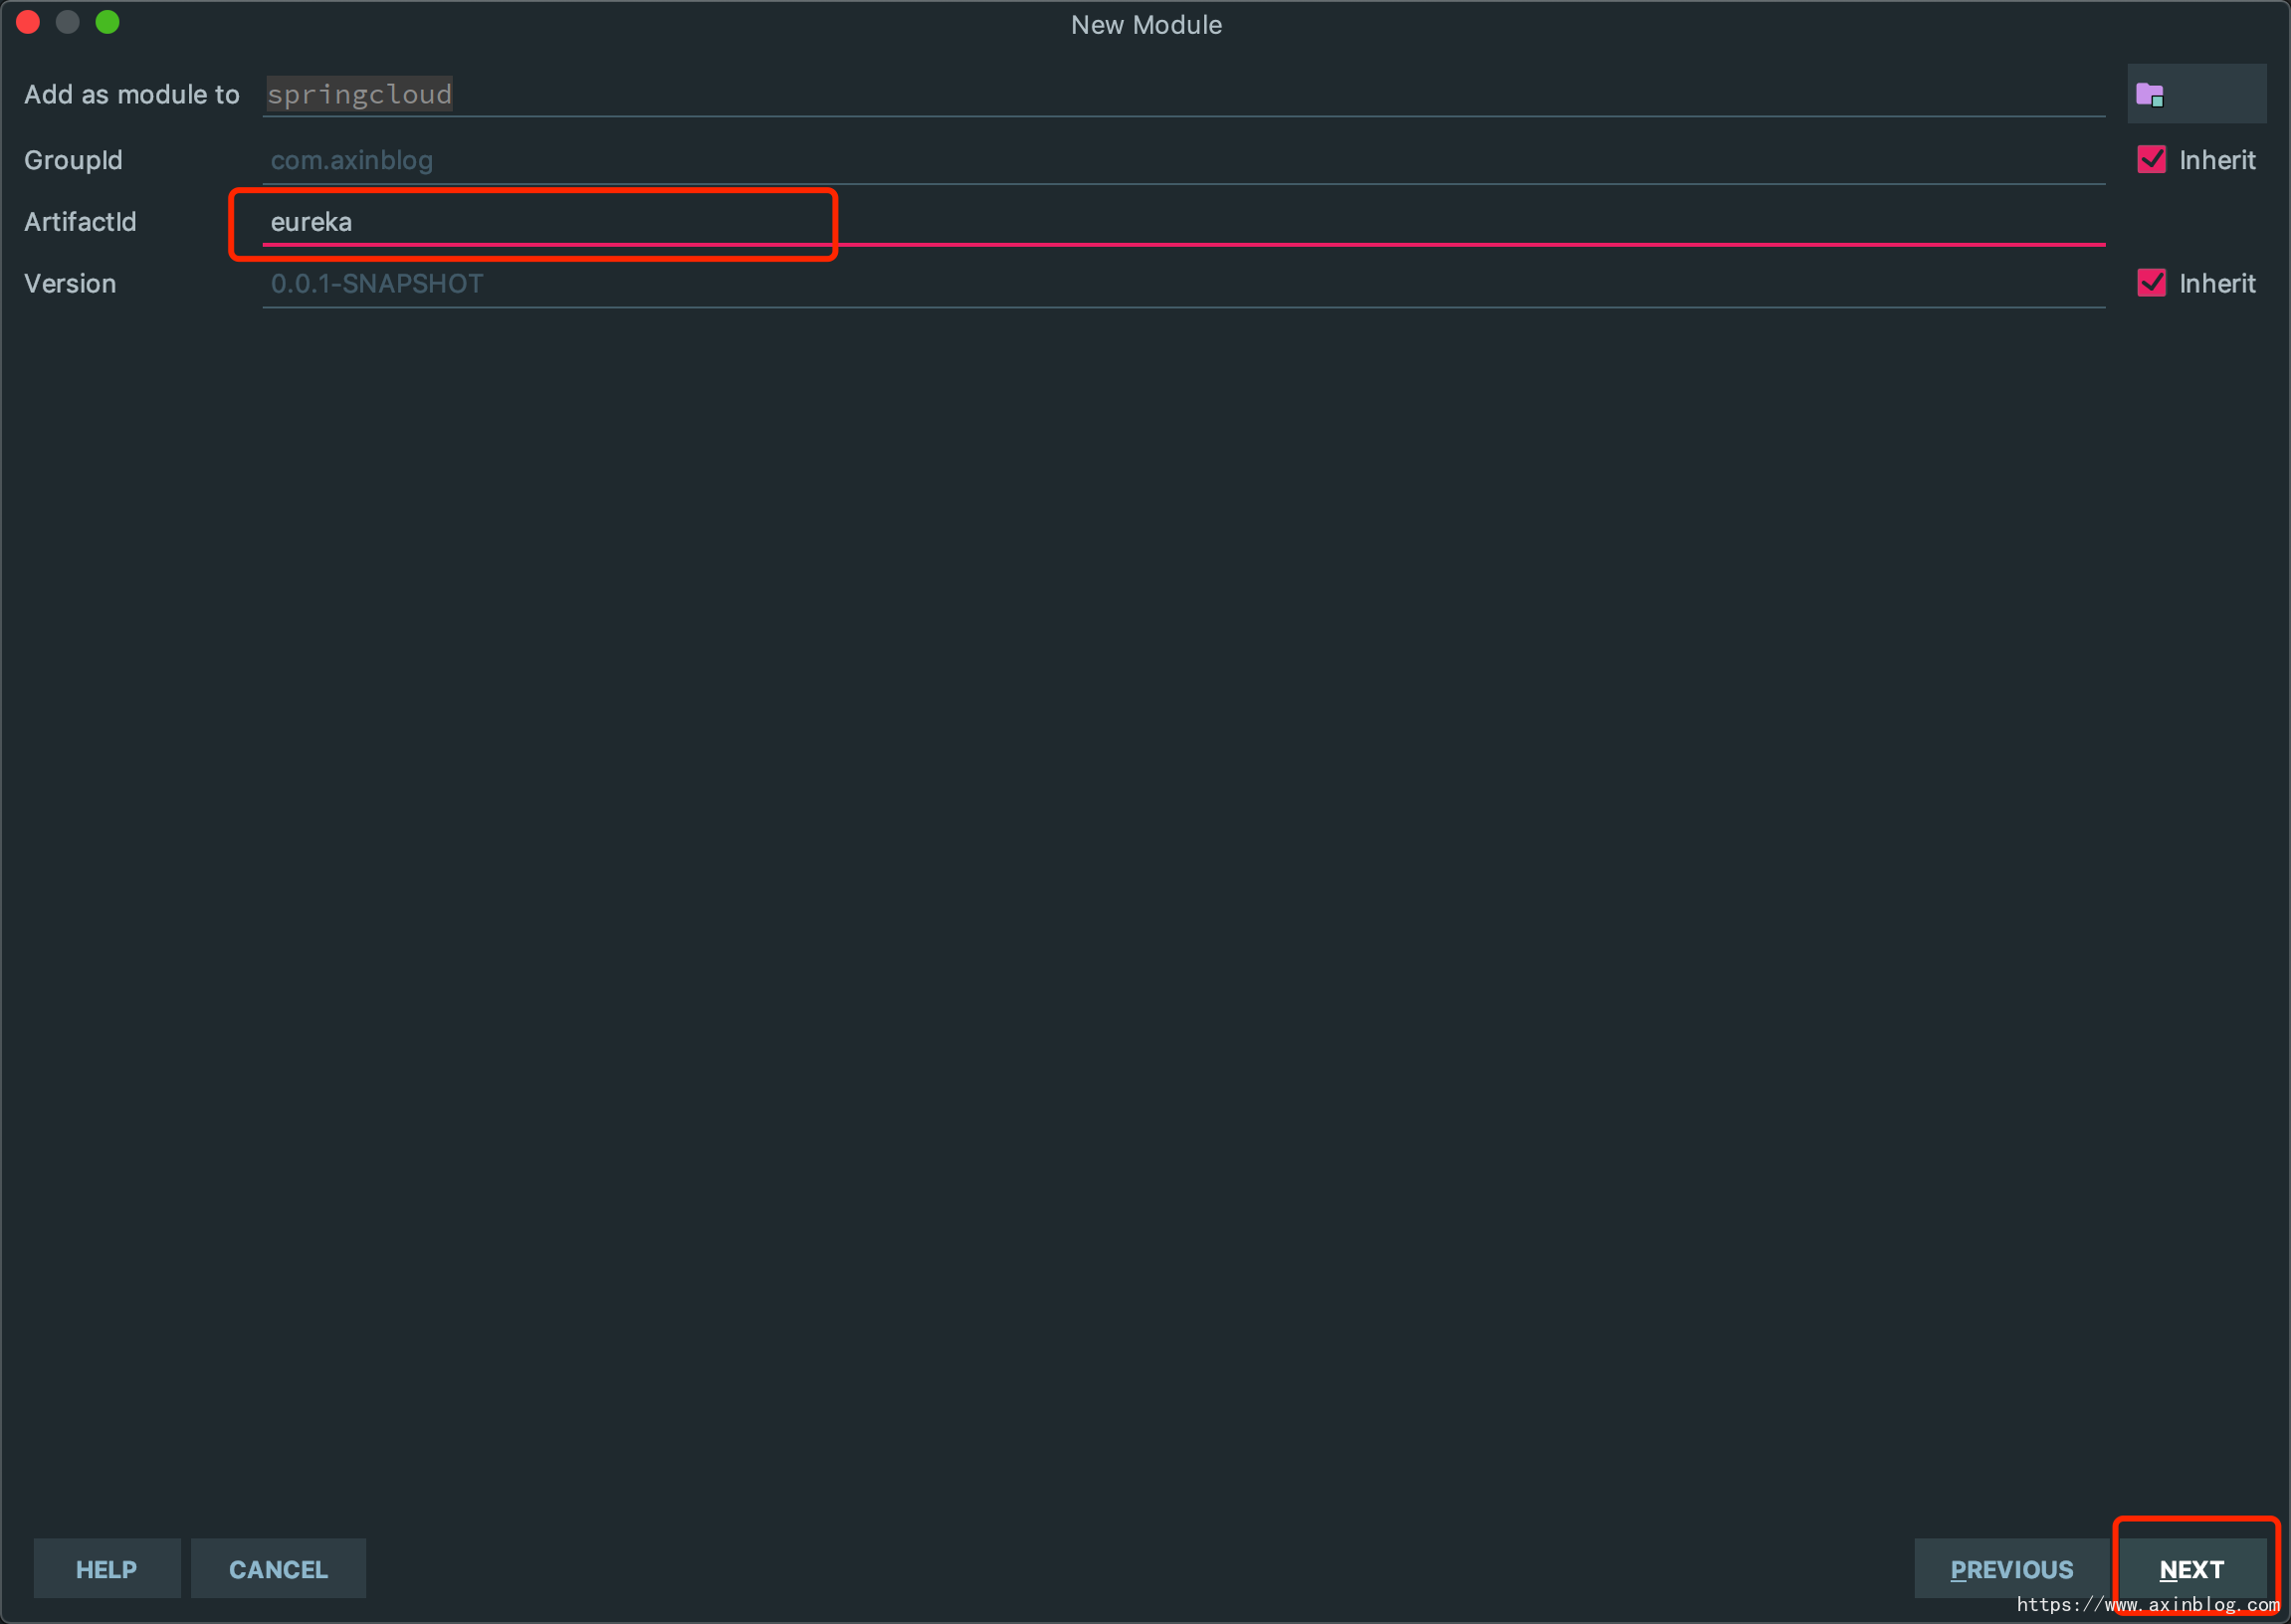 New Module
Add as module to springcloud
GroupId com.axinblog Inherit
ArtifactId eureka
Version 0.0.1-SNAPSHOT Inherit
HELP CANCEL PREVIOUS NEXT
https://www.axinblog.com